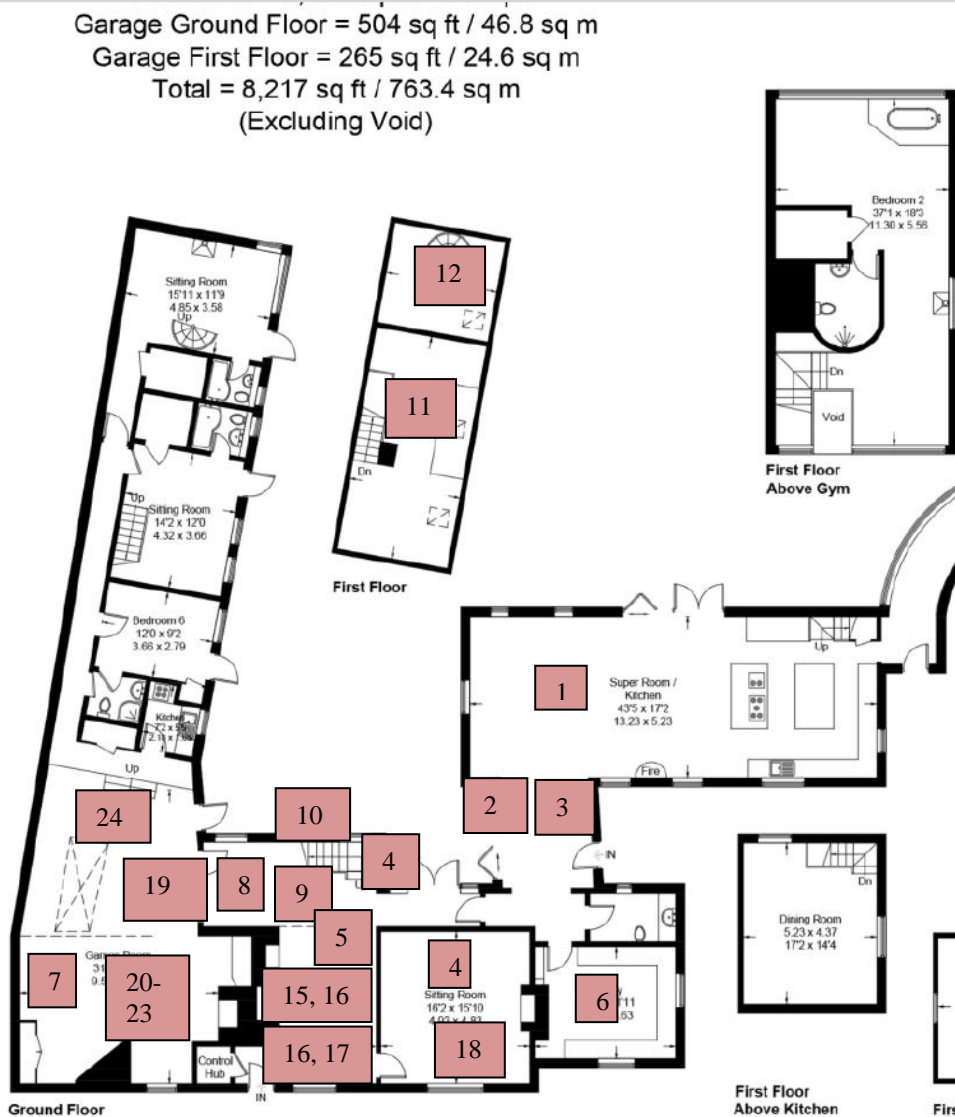 Garage Ground Floor = 504 sq ft / 46.8 sq m
Garage First Floor = 265 sq ft / 24.6 sq m
Total = 8,217 sq ft / 763.4 sq m
(Excluding Void)
Bedroom 2
37'1 x 18'3
11.30 x 5.56
Dn
Void
First Floor
Above Gym
12
11
Dn
First Floor
Sitting Room
15'11 x 11'9
4.85 x 3.58
Up
Up
Sitting Room
14'2 x 12'0
4.32 x 3.66
Bedroom 6
12'0 x 9'2
3.66 x 2.79
Kitchen
Up
1
Super Room /
Kitchen
43'5 x 17'2
13.23 x 5.23
Up
Fire
2
3
24
10
4
IN
19
8
9
5
7
20-
23
15, 16
4
Sitting Room
16'2 x 15'10
6
16, 17
18
Control
Hub
IN
Ground Floor
Dn
Dining Room
5.23 x 4.37
17'2 x 14'4
First Floor
Above Kitchen